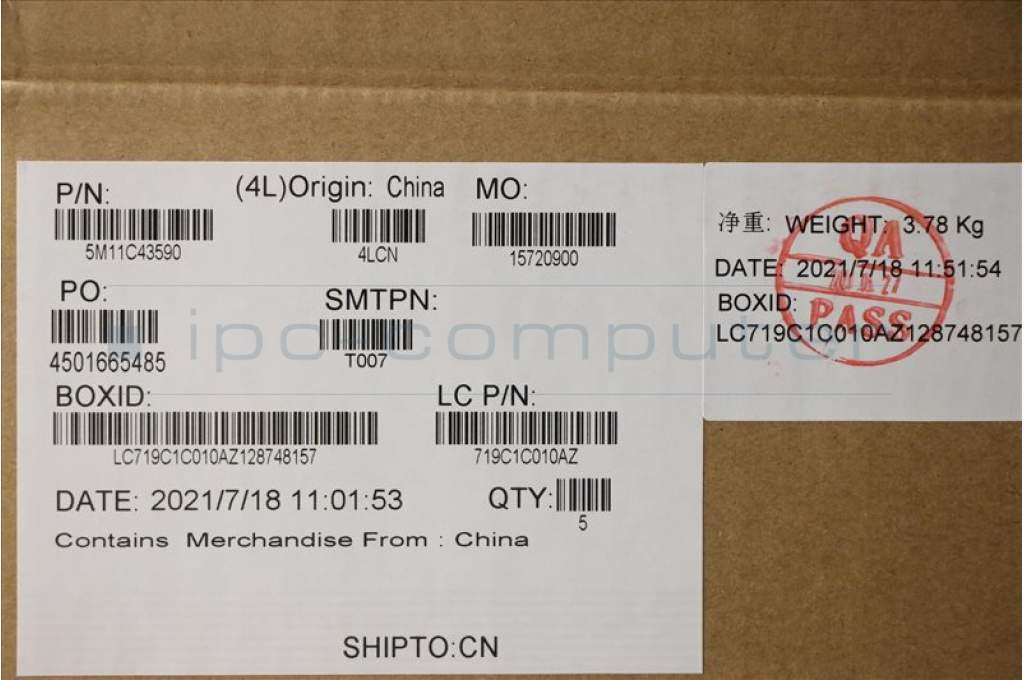 P/N:
5M11C43590
(4L)Origin: China
4LCN
MO:
15720900
PO:
4501665485
SMTPN:
T007
BOXID:
LC719C1C010AZ128748157
LC P/N:
719C1C010AZ
DATE: 2021/7/18 11:01:53
QTY:
5
Contains Merchandise From : China
SHIPTO:CN
净重: WEIGHT: 3.78 Kg
DATE: 2021/7/18 11:51:54
BOXID:
LC719C1C010AZ128748157
QA
PASS
ipo-computer